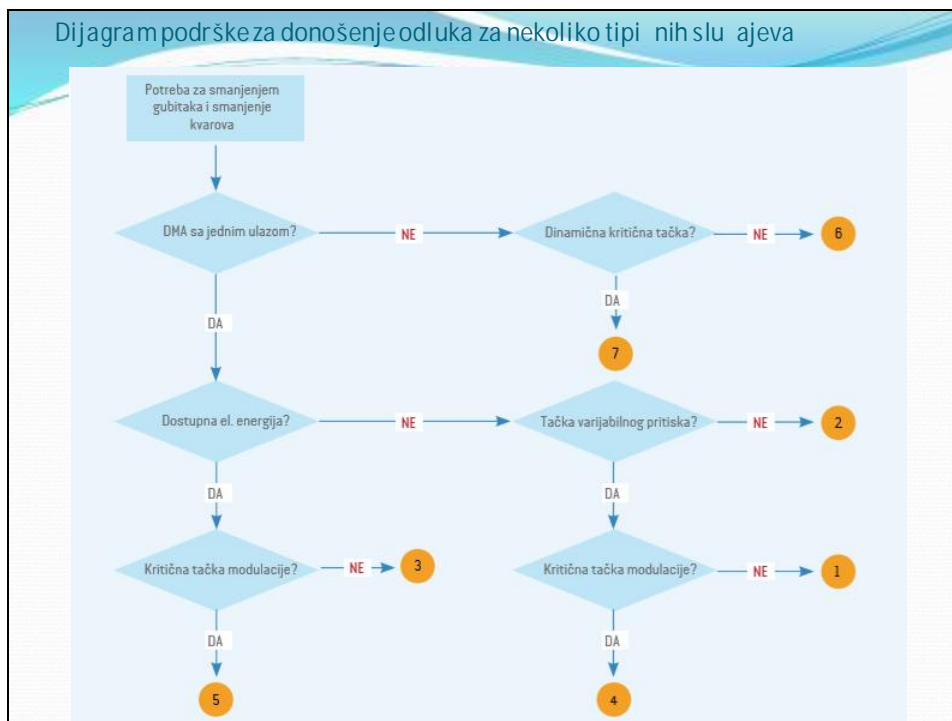 Dijagram podrške za donošenje odluka za nekoliko tipi nih slu ajeva
Potreba za smanjenjem
gubitaka i smanjenje
kvarova
DMA sa jednim ulazom?
NE
Dinamična kritična tačka?
NE
6
DA
DA
7
Dostupna el. energija?
NE
Tačka varijabilnog pritiska?
NE
2
DA
DA
Kritična tačka modulacije?
NE
3
Kritična tačka modulacije?
NE
1
DA
DA
5
4